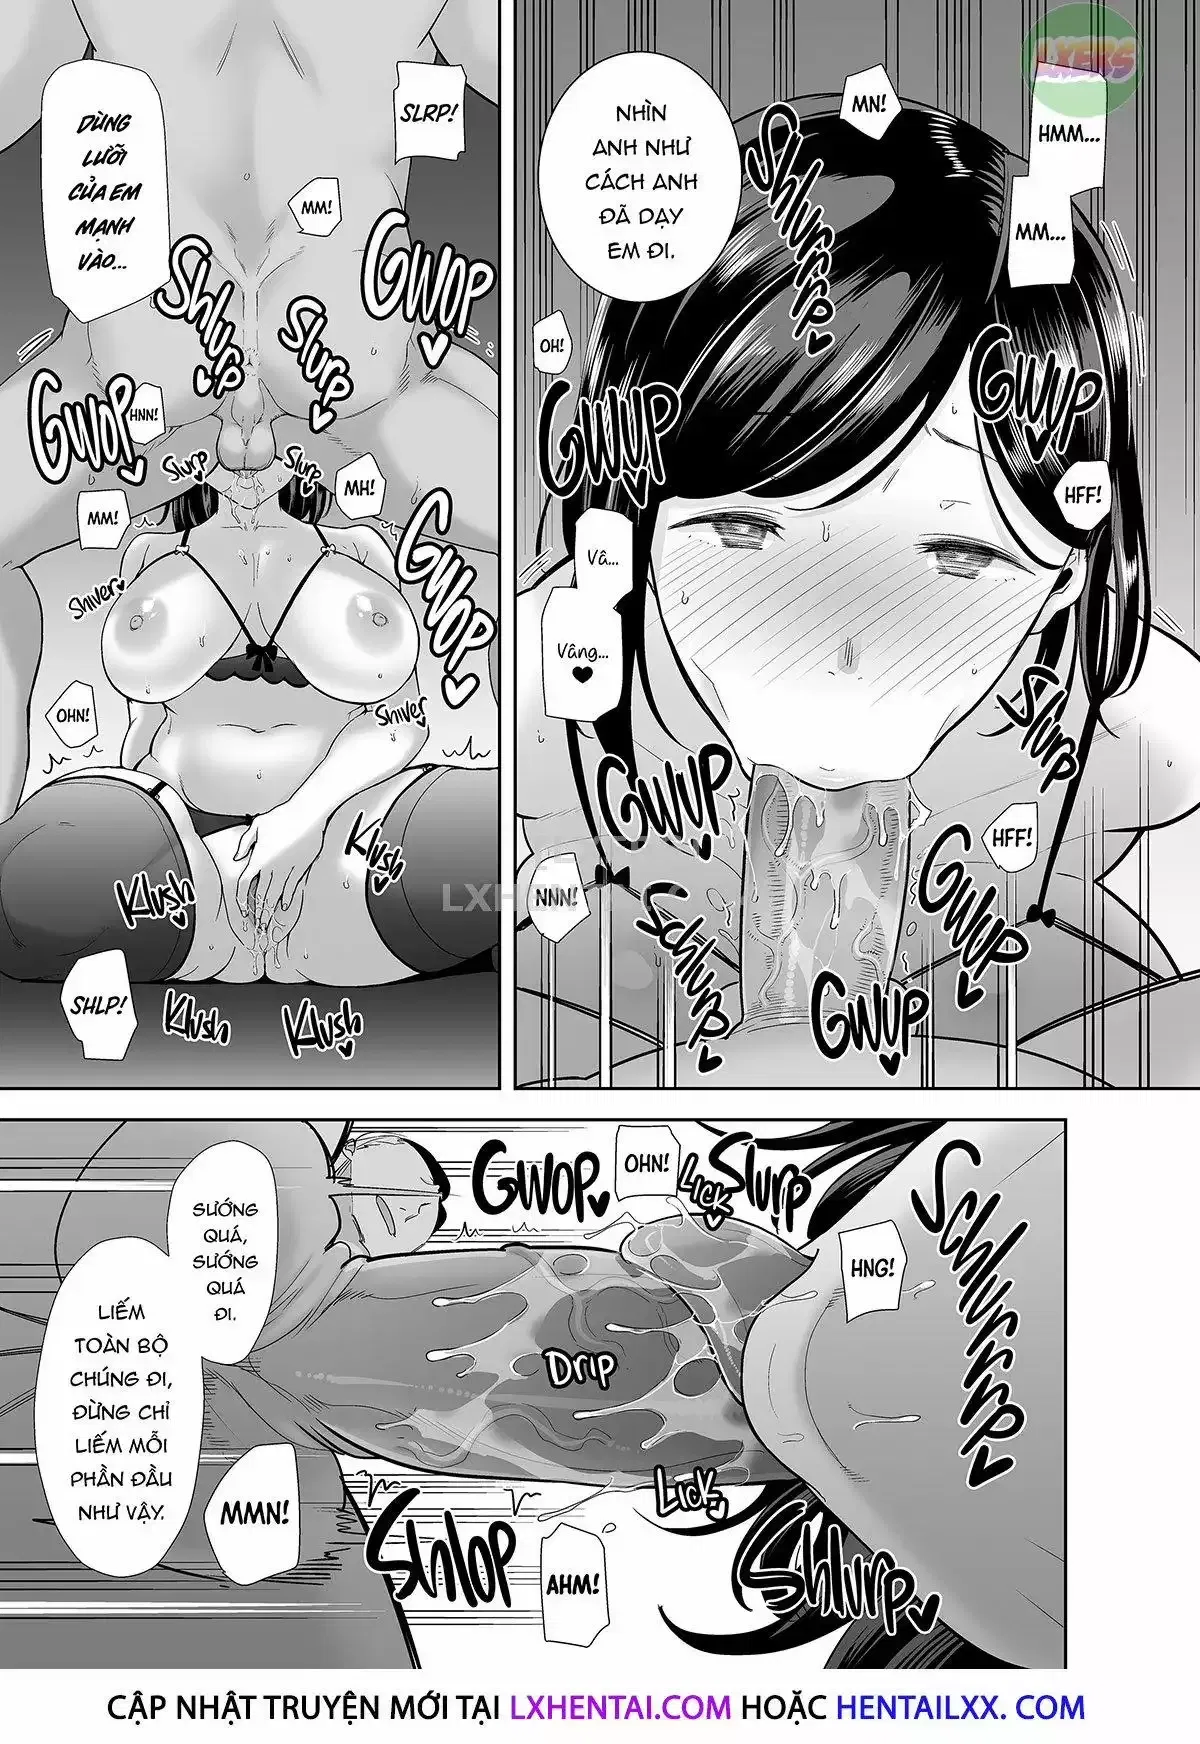 LXERS
HMM...
MM...
MN!
NHÌN
ANH NHƯ
CÁCH ANH
ĐÃ DẠY
EM ĐI.
Shlurrrp
OH!
GWUP
GWUP
HFF!
Vâ...
Vâng...
Slurp
GWUP
HFF!
NNN!
GWUP
Schlurp
GWUP
SLRP!
DÙNG
LƯỠI
CỦA EM
MẠNH
VÀO...
MM!
GWOP
Shlurp
Slurp
GWOP
HNN!
Slurp
Slurp
MH!
MM!
GWOP
Shiver
Shiver
OHN!
Klush
Klush
SHLP!
Klush
Klush
LXHENT
GWOP
OHN!
LICK
Slurp
Schlurrrp
HNG!
SƯỚNG
QUÁ,
SƯỚNG
QUÁ
ĐI.
LIẾM
TOÀN BỘ
CHÚNG ĐI,
ĐỪNG CHỈ
LIẾM MỖI
PHẦN ĐẦU
NHƯ VẬY.
DRIP
LICK
MMN!
SHLOP
AHM!
Shlurp
CẬP NHẬT TRUYỆN MỚI TẠI LXHENTAI.COM HOẶC HENTAILXX. COM